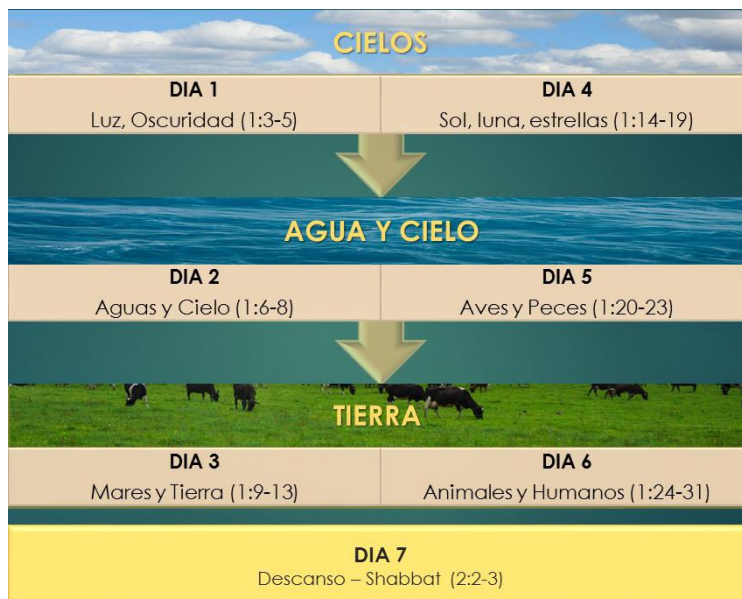 CIELOS
DIA 1
Luz, Oscuridad (1:3-5)
DIA 4
Sol, luna, estrellas (1:14-19)
AGUA Y CIELO
DIA 2
Aguas y Cielo (1:6-8)
DIA 5
Aves y Peces (1:20-23)
TIERRA
DIA 3
Mares y Tierra (1:9-13)
DIA 6
Animales y Humanos (1:24-31)
DIA 7
Descanso – Shabbat (2:2-3)